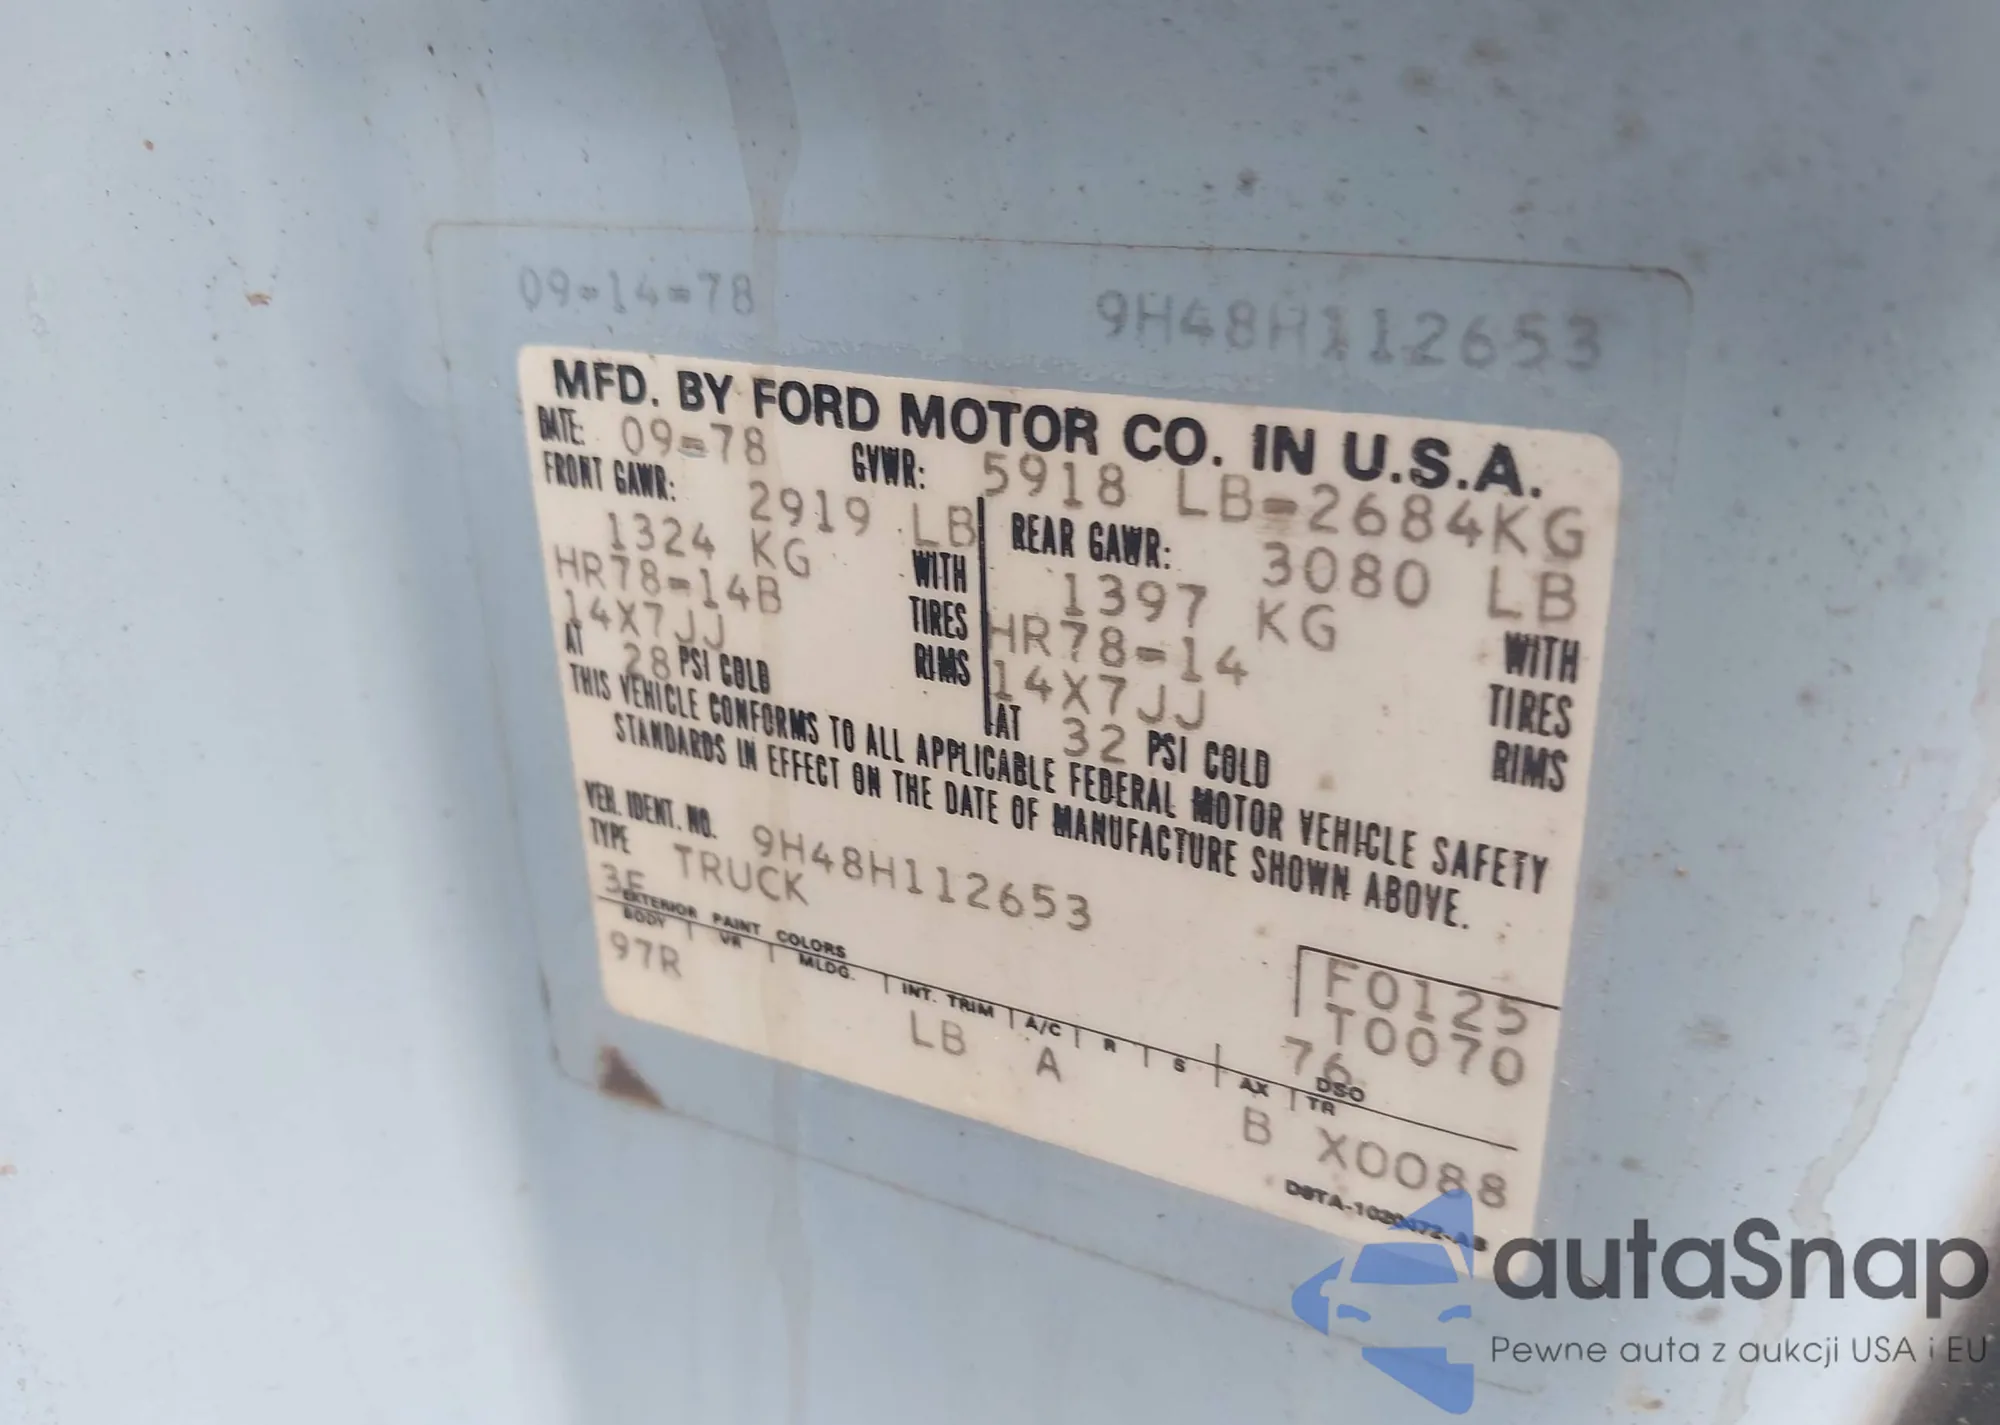 09-14-78 9H48H112653
MFD. BY FORD MOTOR CO. IN U.S.A.
DATE: 09-78 GVWR: 5918 LB-2684KG
FRONT GAWR: 2919 LB REAR GAWR: 3080 LB
1324 KG WITH 1397 KG WITH
HR78-14B TIRES HR78-14 TIRES
14X7JJ RIMS 14X7JJ RIMS
AT 28 PSI COLD AT 32 PSI COLD
THIS VEHICLE CONFORMS TO ALL APPLICABLE FEDERAL MOTOR VEHICLE SAFETY
STANDARDS IN EFFECT ON THE DATE OF MANUFACTURE SHOWN ABOVE.
VEH. IDENT. NO. 9H48H112653
TYPE TRUCK F0125
3F T0070
EXTERIOR PAINT COLORS 76 DSO
BODY VR MLDG. INT. TRIM A/C R S AX TR
97R LB A B X0088
autaSnap
Pewne auta z aukcji USA i EU